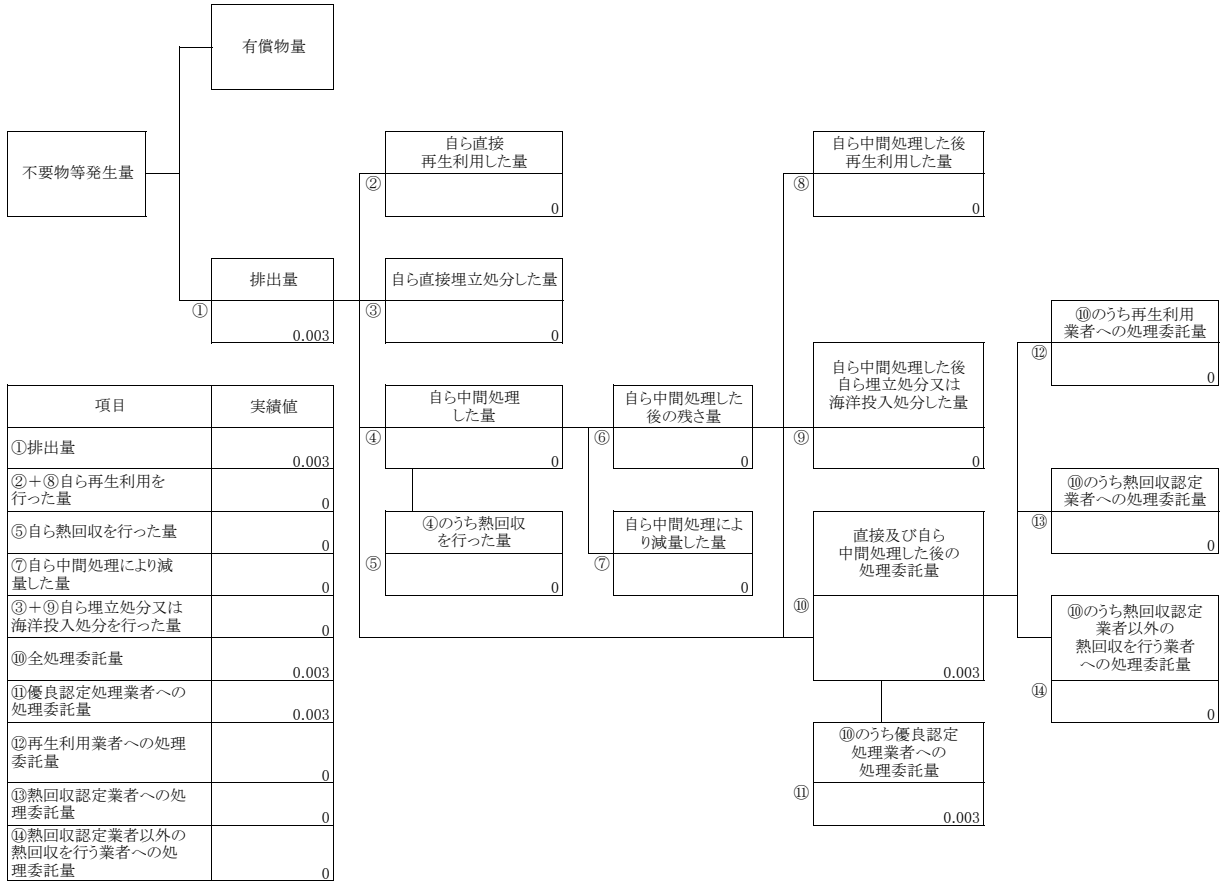 有償物量
不要物等発生量
自ら直接
再生利用した量
②
0
自ら中間処理した後
再生利用した量
⑧
0
排出量
①
0.003
自ら直接埋立処分した量
③
0
⑩のうち再生利用
業者への処理委託量
⑫
0
自ら中間処理
した量
④
0
自ら中間処理した
後の残さ量
⑥
0
自ら中間処理した後
自ら埋立処分又は
海洋投入処分した量
⑨
0
⑩のうち熱回収認定
業者への処理委託量
⑬
0
④のうち熱回収
を行った量
⑤
0
自ら中間処理によ
り減量した量
⑦
0
直接及び自ら
中間処理した後の
処理委託量
⑩
0.003
⑩のうち熱回収認定
業者以外の
熱回収を行う業者
への処理委託量
⑭
0
⑩のうち優良認定
処理業者への
処理委託量
⑪
0.003
項目 実績値
①排出量
0.003
②+⑧自ら再生利用を
行った量
0
⑤自ら熱回収を行った量
0
⑦自ら中間処理により減
量した量
0
③+⑨自ら埋立処分又は
海洋投入処分を行った量
0
⑩全処理委託量
0.003
⑪優良認定処理業者への
処理委託量
0.003
⑫再生利用業者への処理
委託量
0
⑬熱回収認定業者への処
理委託量
0
⑭熱回収認定業者以外の
熱回収を行う業者への処
理委託量
0